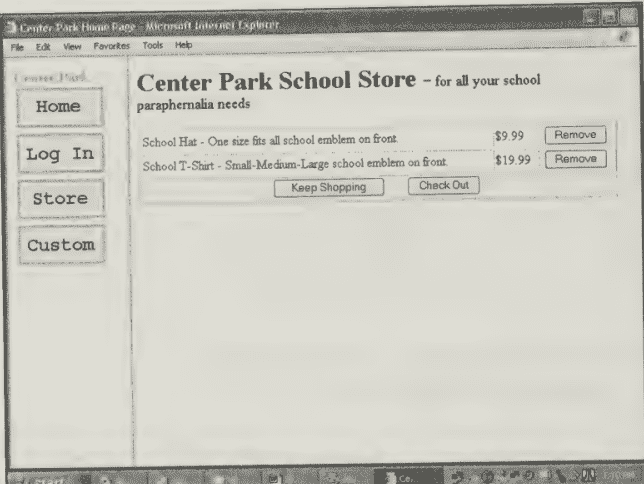 Center Park Home Page - Microsoft Internet Explorer
File Edit View Favorites Tools Help
Center Park
Home
Log In
Store
Custom
Center Park School Store - for all your school
paraphernalia needs
School Hat - One size fits all school emblem on front. $9.99 Remove
School T-Shirt - Small-Medium-Large school emblem on front. $19.99 Remove
Keep Shopping Check Out
Start